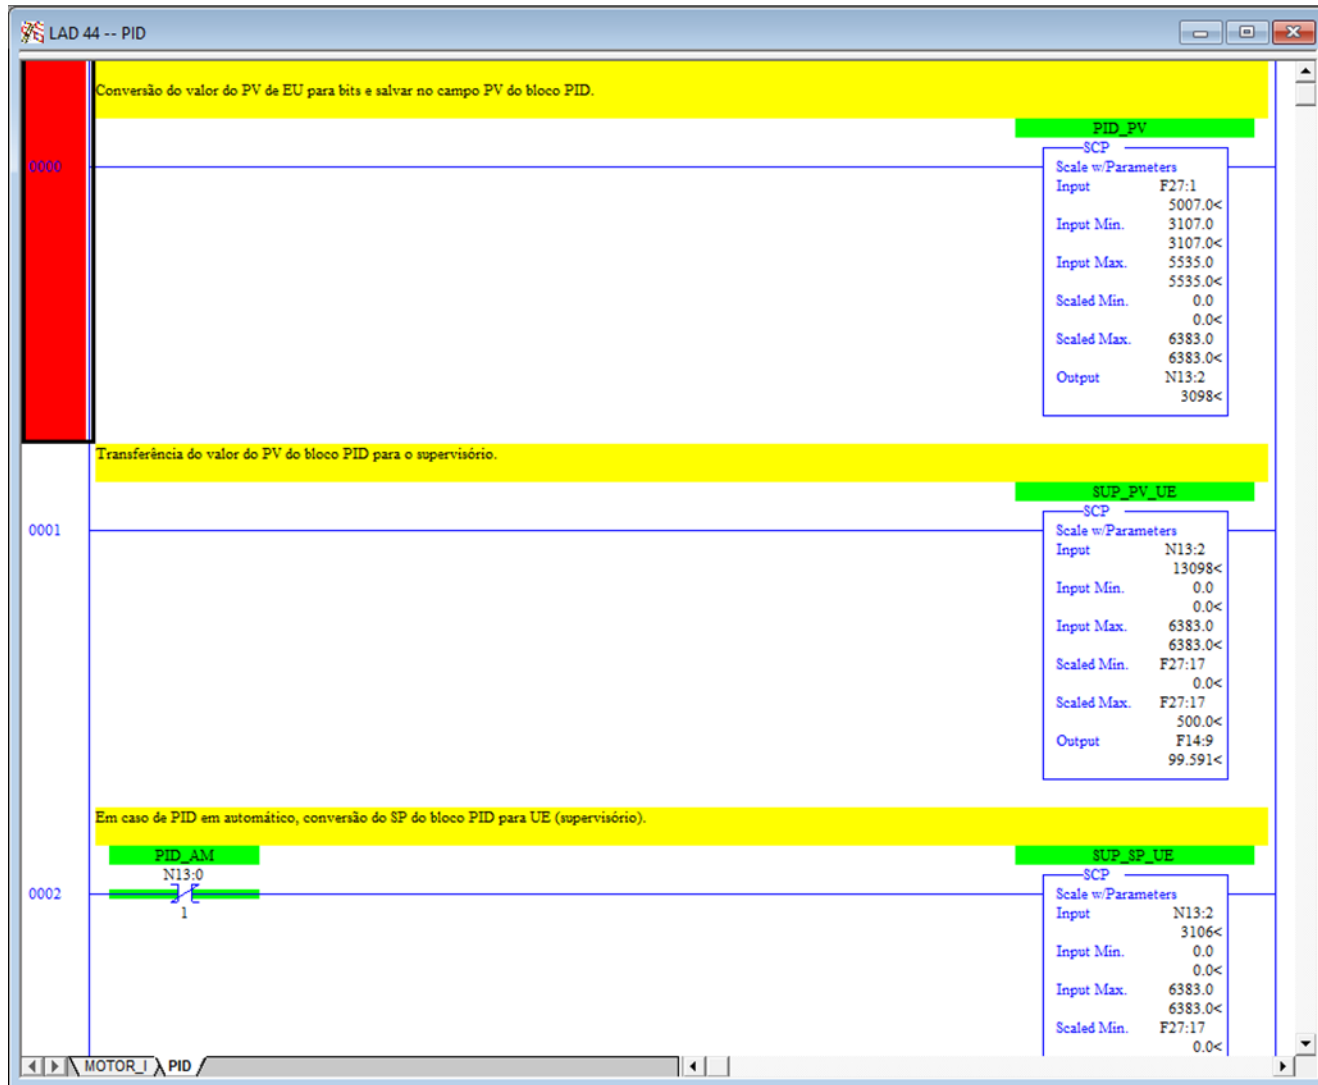 LAD 44 -- PID
Conversão do valor do PV de EU para bits e salvar no campo PV do bloco PID.
PID_PV
SCP
0000
Scale w/Parameters
Input F27:1
5007.0<
Input Min. 3107.0
3107.0<
Input Max. 5535.0
5535.0<
Scaled Min. 0.0
0.0<
Scaled Max. 6383.0
6383.0<
Output N13:2
3098<
Transferência do valor do PV do bloco PID para o supervisório.
SUP_PV_UE
SCP
0001
Scale w/Parameters
Input N13:2
13098<
Input Min. 0.0
0.0<
Input Max. 6383.0
6383.0<
Scaled Min. F27:17
0.0<
Scaled Max. F27:17
500.0<
Output F14:9
99.591<
Em caso de PID em automático, conversão do SP do bloco PID para UE (supervisório).
PID_AM
SUP_SP_UE
N13:0
SCP
0002
Scale w/Parameters
1
Input N13:2
3106<
Input Min. 0.0
0.0<
Input Max. 6383.0
6383.0<
Scaled Min. F27:17
0.0<
MOTOR_I PID